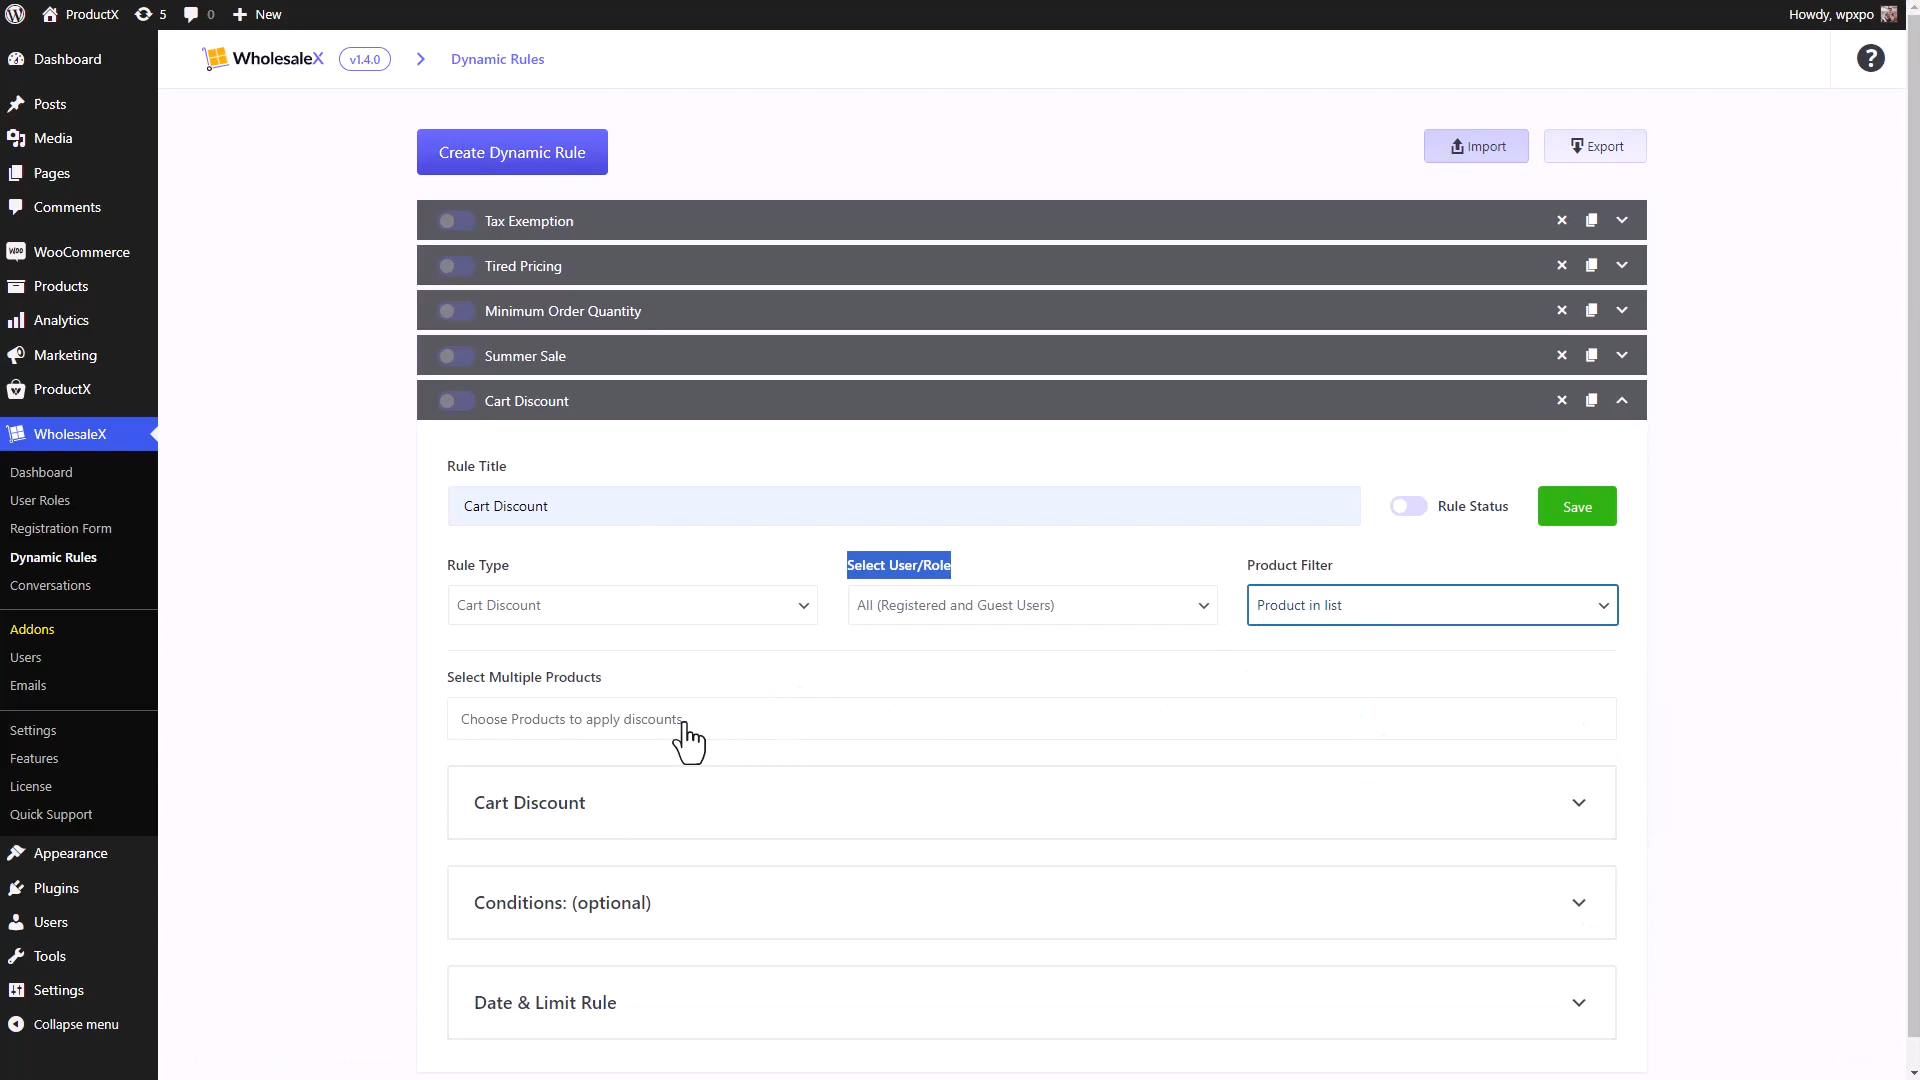 ProductX 5 0 New Howdy, wpxpo
Dashboard
Posts
Media
Pages
Comments
WooCommerce
Products
Analytics
Marketing
ProductX
WholesaleX
Dashboard
User Roles
Registration Form
Dynamic Rules
Conversations
Addons
Users
Emails
Settings
Features
License
Quick Support
Appearance
Plugins
Users
Tools
Settings
Collapse menu
WholesaleX v1.4.0 Dynamic Rules
Create Dynamic Rule Import Export
Tax Exemption
Tired Pricing
Minimum Order Quantity
Summer Sale
Cart Discount
Rule Title
Cart Discount Rule Status Save
Rule Type Select User/Role Product Filter
Cart Discount All (Registered and Guest Users) Product in list
Select Multiple Products
Choose Products to apply discounts
Cart Discount
Conditions: (optional)
Date & Limit Rule